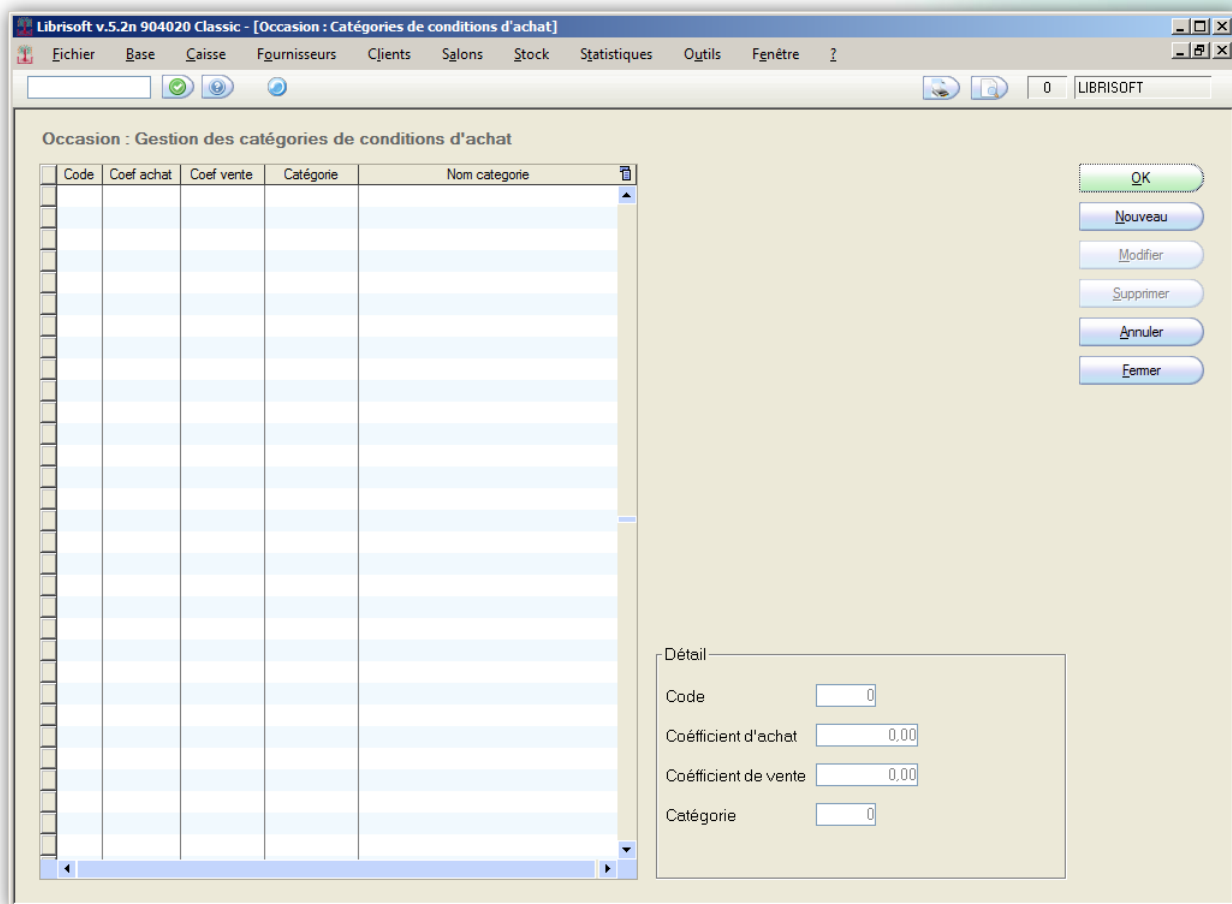 Librisoft v.5.2n 904020 Classic - [Occasion : Catégories de conditions d'achat]
Fichier Base Caisse Fournisseurs Clients Salons Stock Statistiques Outils Fenêtre ?
0 LIBRISOFT
Occasion : Gestion des catégories de conditions d'achat
Code Coef achat Coef vente Catégorie Nom categorie
OK
Nouveau
Modifier
Supprimer
Annuler
Fermer
Détail
Code 0
Coéfficient d'achat 0,00
Coéfficient de vente 0,00
Catégorie 0